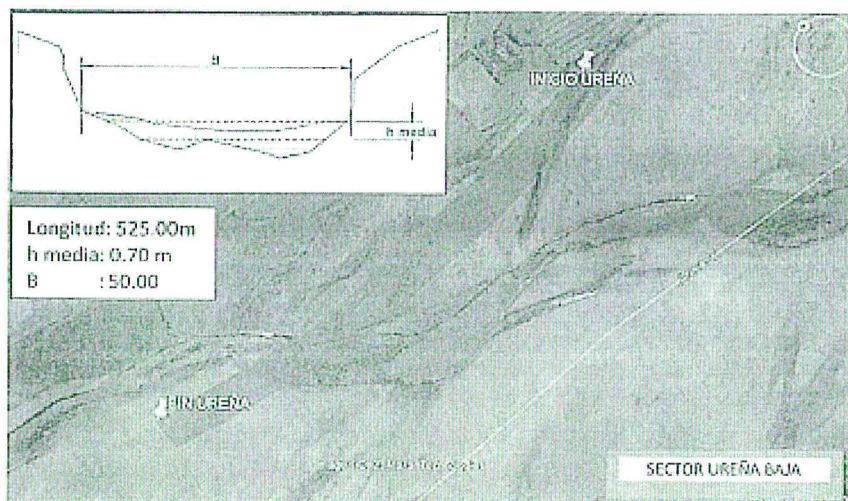 B
h media
INICIO UREÑA
Longitud: 525.00m
h media: 0.70 m
B : 50.00
FIN UREÑA
SECTOR UREÑA BAJA